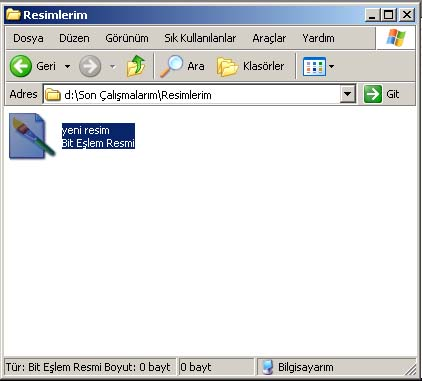 Resimlerim
Dosya Düzen Görünüm Sık Kullanılanlar Araçlar Yardım
Geri Ara Klasörler
Adres d:\Son Çalışmalarım\Resimlerim Git
yeni resim
Bit Eşlem Resmi
Tür: Bit Eşlem Resmi Boyut: 0 bayt 0 bayt Bilgisayarım